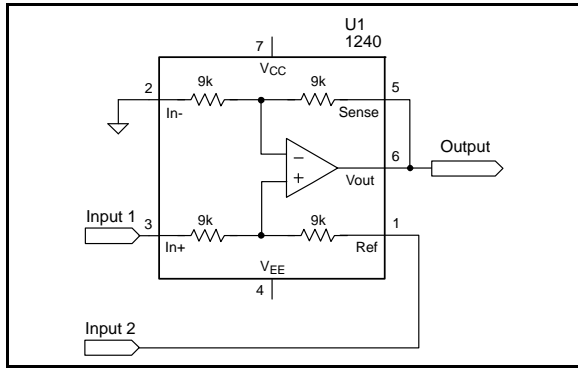 U1
1240
7
VCC
2
9k
9k
5
In-
Sense
−
Output
6
+
Vout
Input 1
3
9k
9k
1
In+
Ref
VEE
4
Input 2